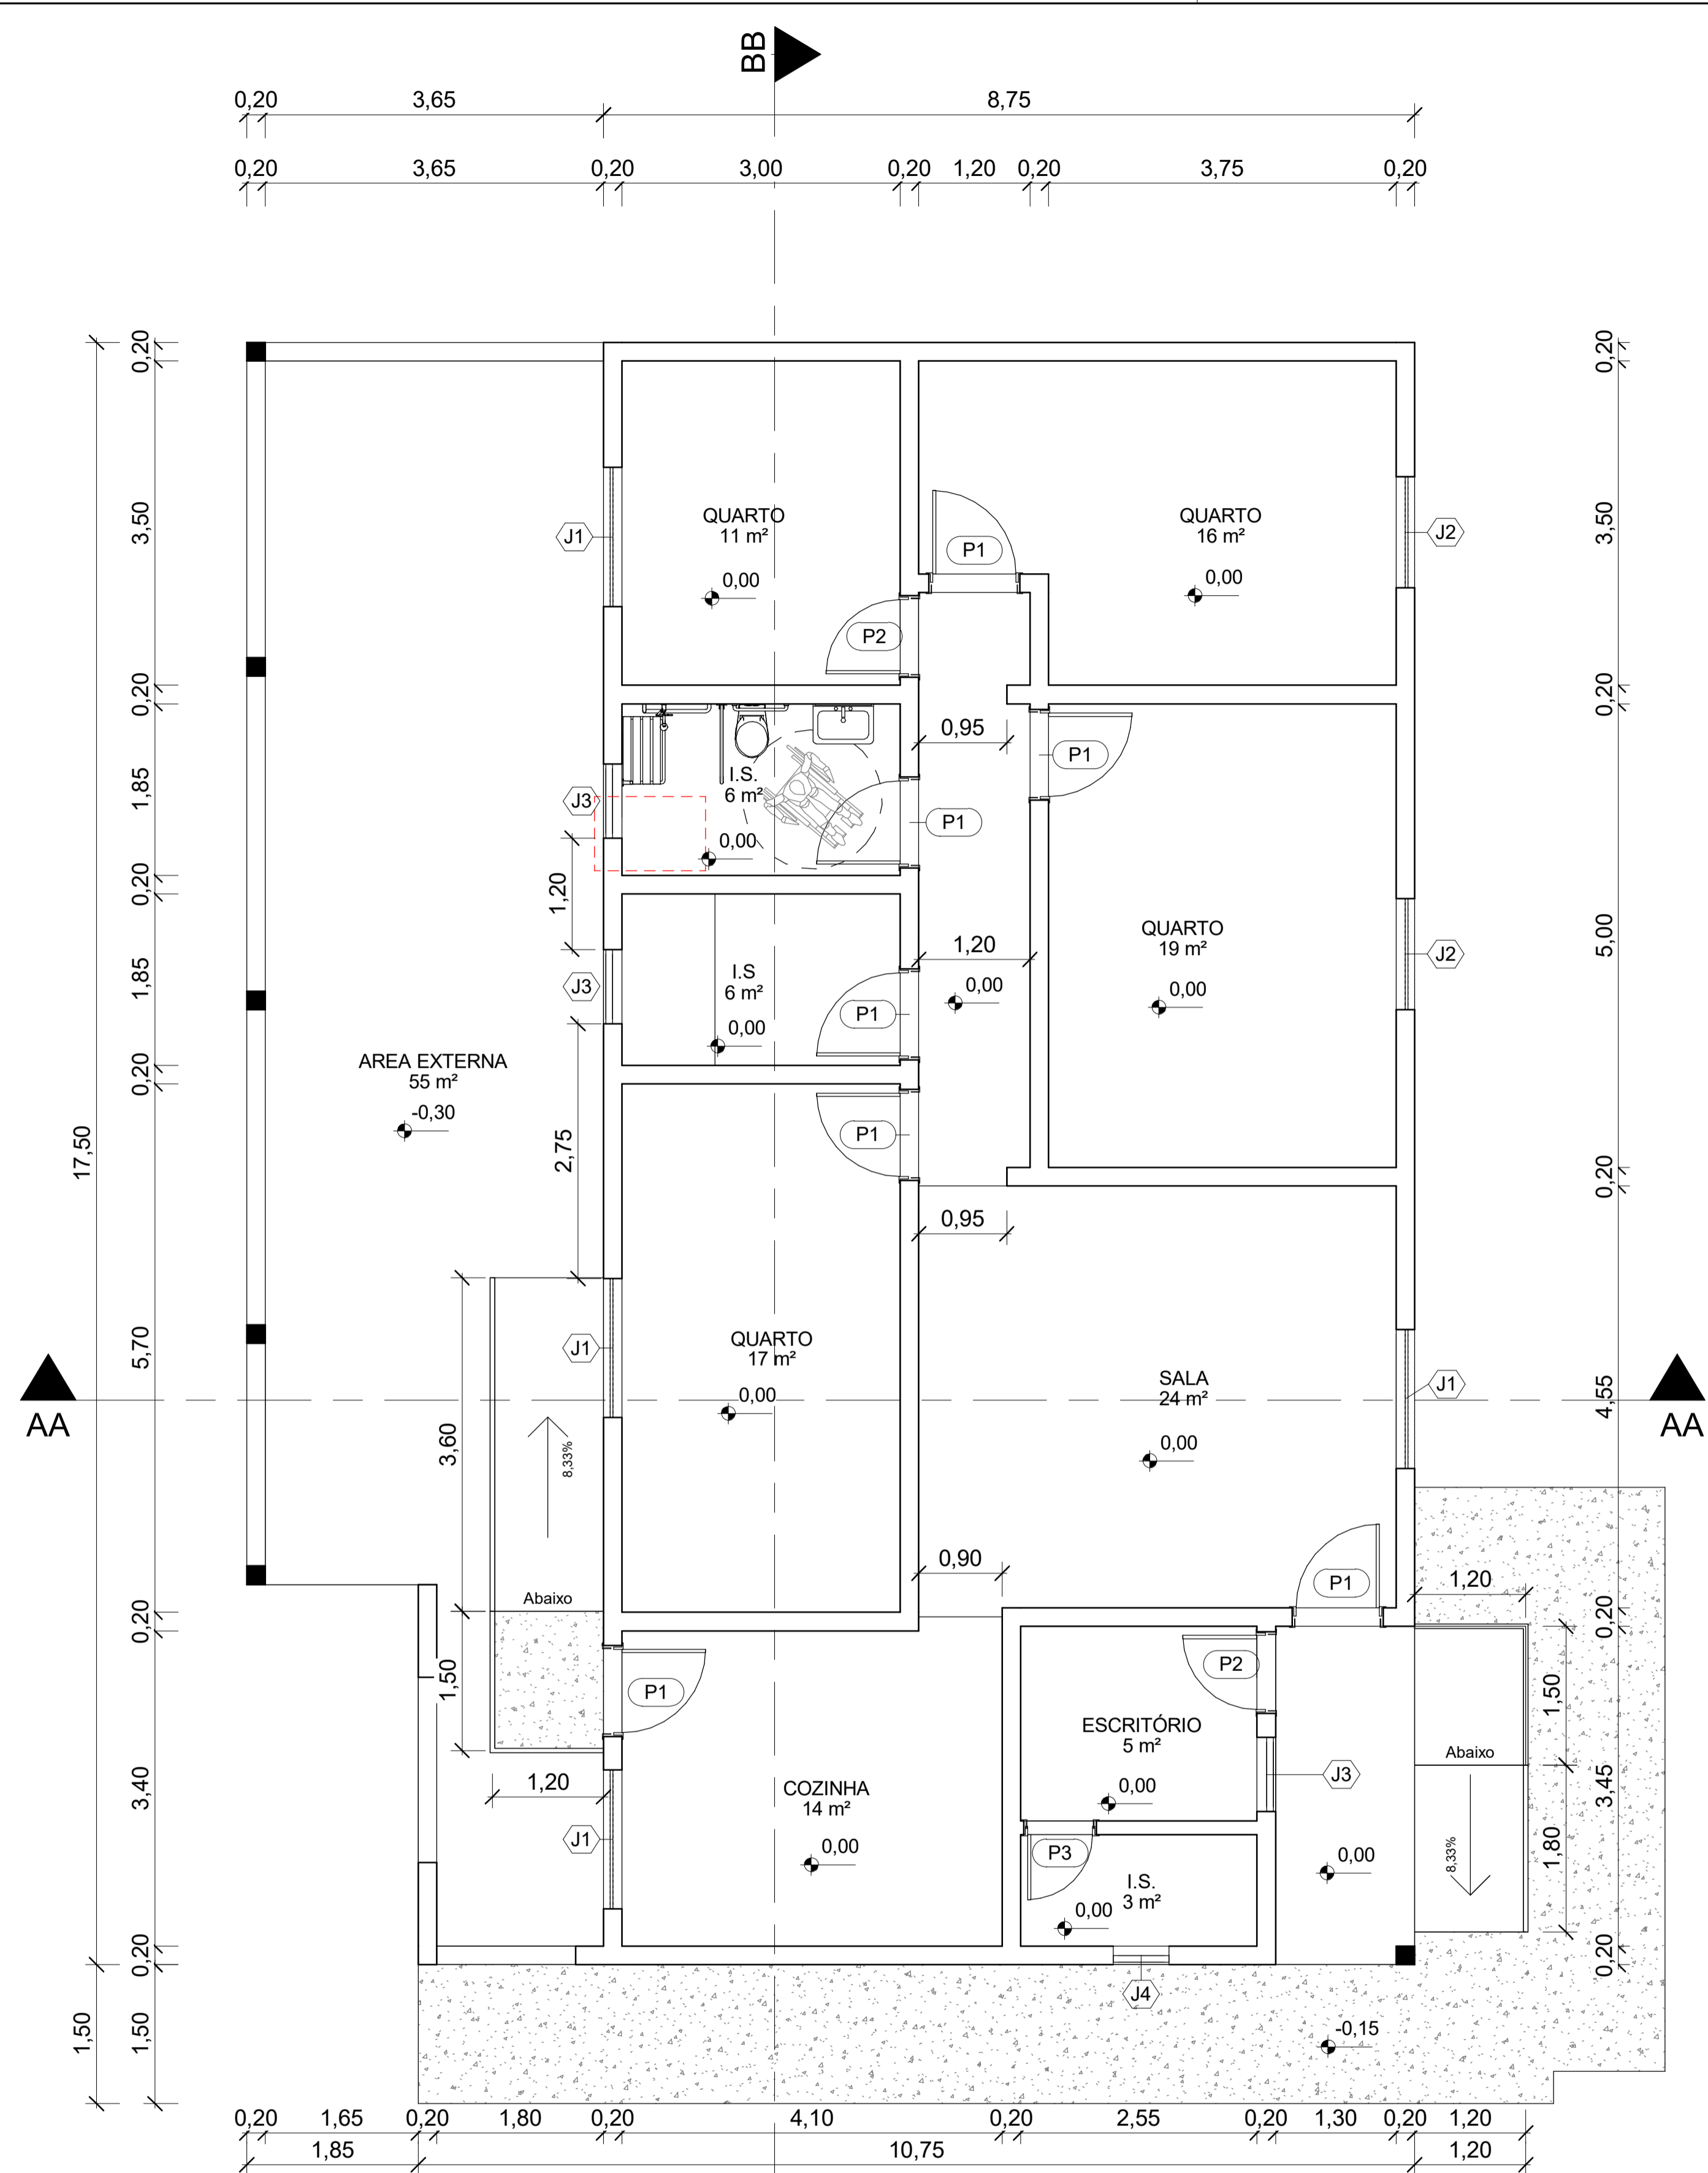 BB
0,20 3,65 8,75
0,20 3,65 0,20 3,00 0,20 1,20 0,20 3,75 0,20
0,20
0,20
3,50
QUARTO
11 m²
0,00
J1
P2
P1
QUARTO
16 m²
0,00
J2
3,50
0,20
0,20
0,95
P1
I.S.
6 m²
0,00
J3
P1
1,85
0,20
1,20
1,20
I.S
6 m²
0,00
J3
P1
0,00
QUARTO
19 m²
0,00
J2
5,00
1,85
0,20
AREA EXTERNA
55 m²
-0,30
P1
17,50
2,75
0,20
0,95
QUARTO
17 m²
0,00
J1
5,70
SALA
24 m²
0,00
J1
4,55
AA
AA
3,60
8,33%
Abaixo
0,90
P1
1,20
0,20
0,20
1,50
P1
P2
ESCRITÓRIO
5 m²
0,00
J3
1,50
Abaixo
3,45
1,20
3,40
COZINHA
14 m²
0,00
J1
P3
I.S.
3 m²
0,00
0,00
8,33%
1,80
0,20
0,20
J4
-0,15
1,50
1,50
0,20 1,65 0,20 1,80 0,20 4,10 0,20 2,55 0,20 1,30 0,20 1,20
1,85 10,75 1,20